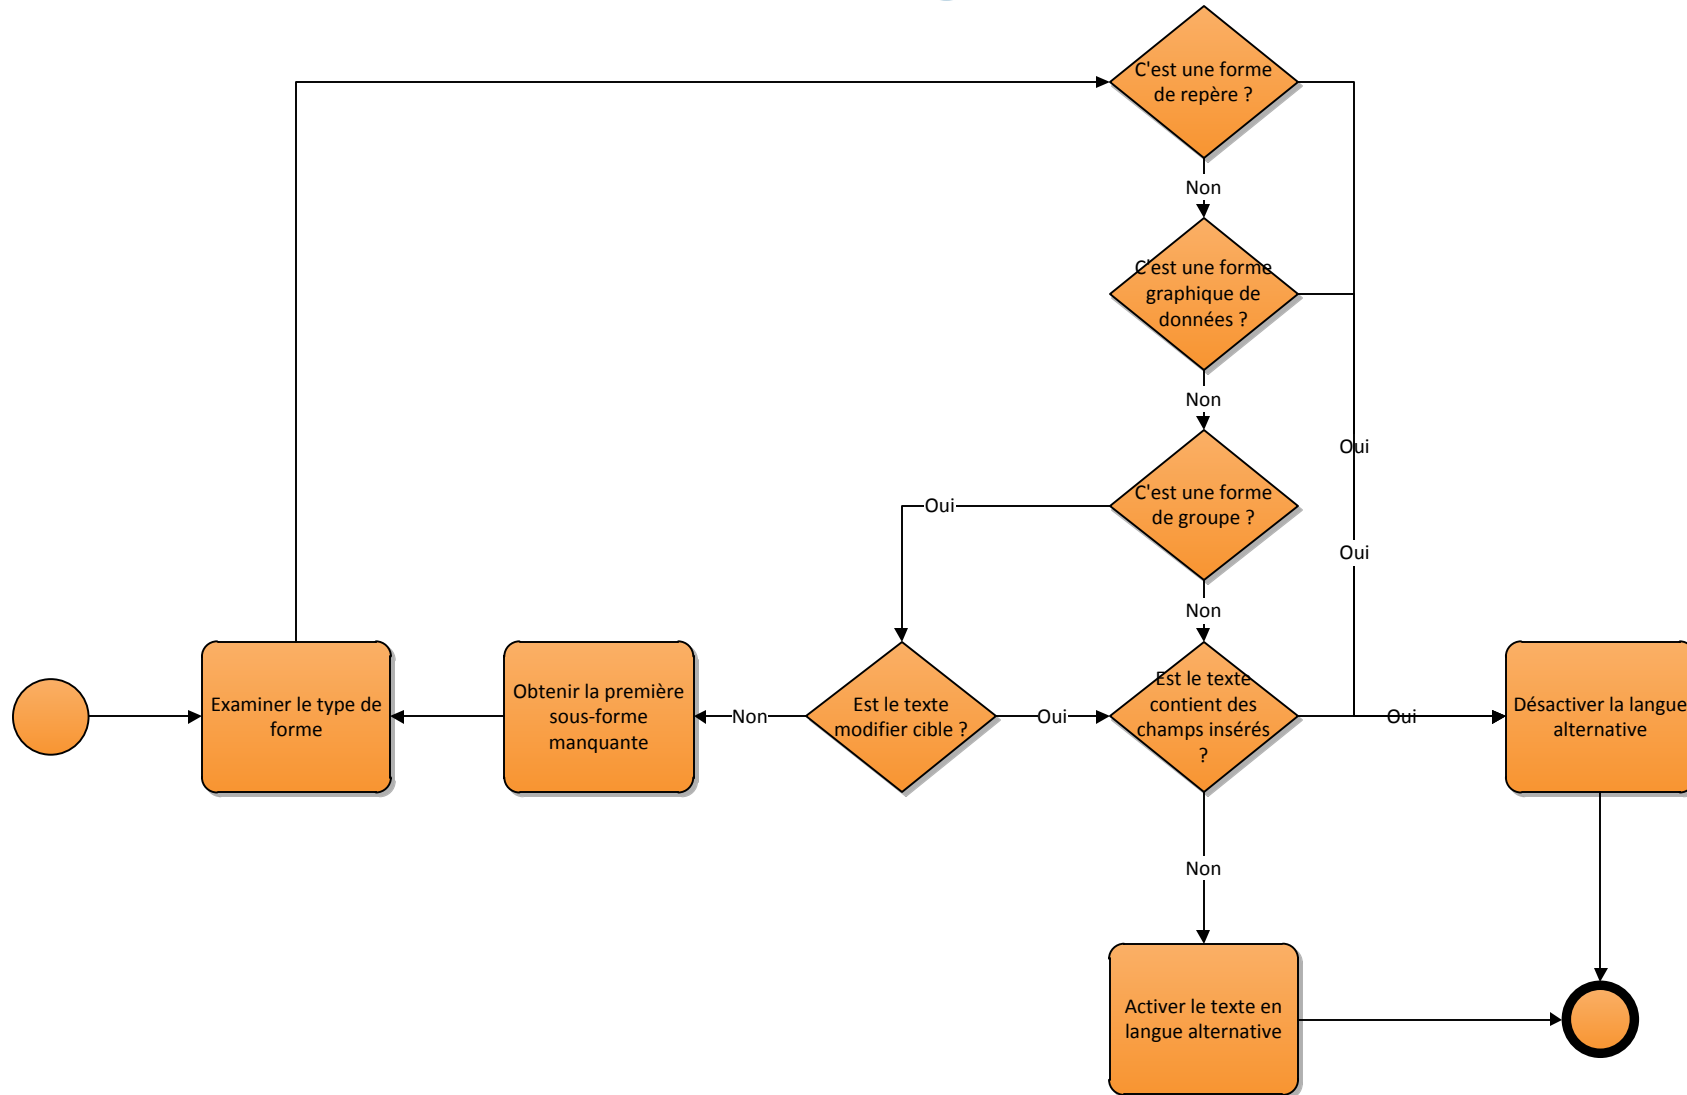 C'est une forme
de repère ?
Non
C'est une forme
graphique de
données ?
Non
Oui
C'est une forme
de groupe ?
Oui
Oui
Non
Examiner le type de
forme
Obtenir la première
sous-forme
manquante
Non
Est le texte
modifier cible ?
Oui
Est le texte
contient des
champs insérés
?
Oui
Désactiver la langue
alternative
Non
Activer le texte en
langue alternative